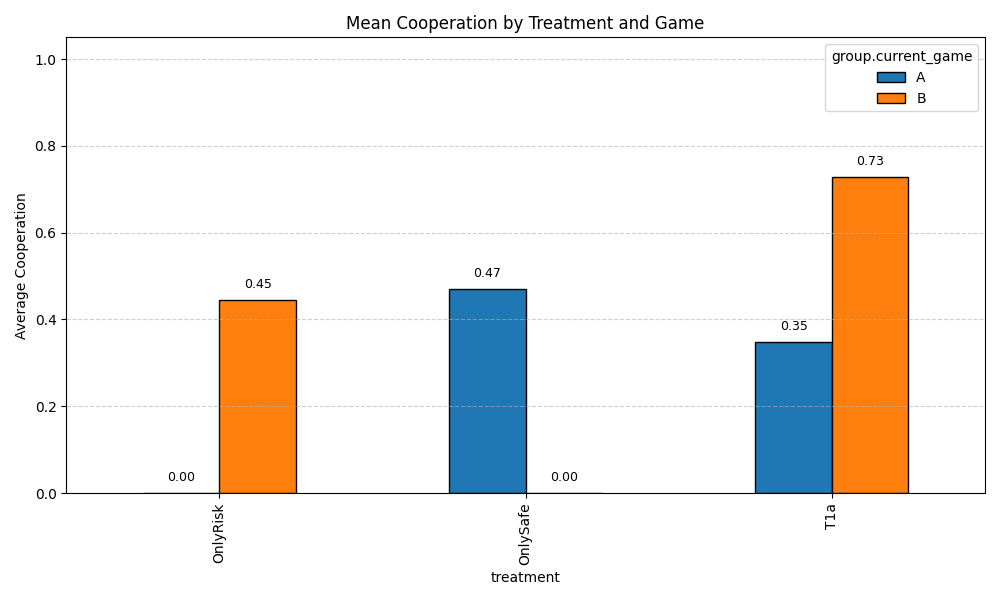 Mean Cooperation by Treatment and Game
group.current_game
A
B
Average Cooperation
1.0
0.8
0.6
0.4
0.2
0.0
0.00
0.45
0.47
0.00
0.35
0.73
OnlyRisk
OnlySafe
T1a
treatment